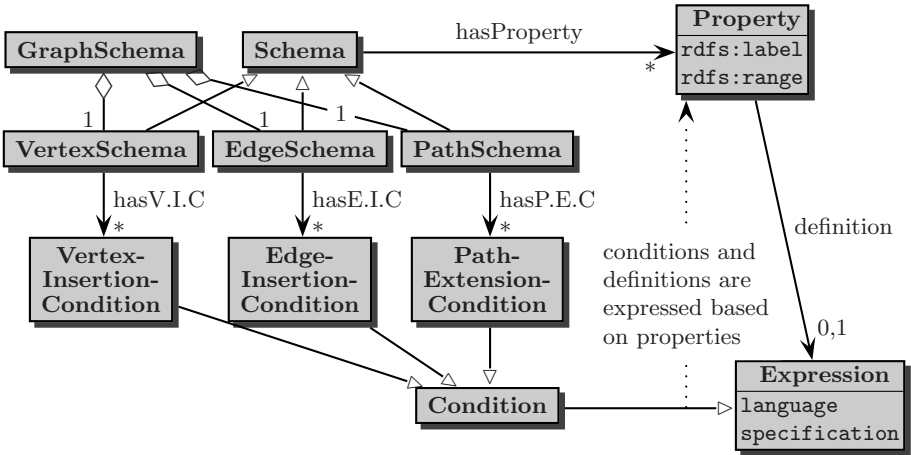 GraphSchema
Schema
hasProperty
*
Property
rdfs:label
rdfs:range
1
1
1
VertexSchema
EdgeSchema
PathSchema
hasV.I.C
*
hasE.I.C
*
hasP.E.C
*
Vertex-
Insertion-
Condition
Edge-
Insertion-
Condition
Path-
Extension-
Condition
conditions and
definitions are
expressed based
on properties
definition
0,1
Condition
Expression
language
specification